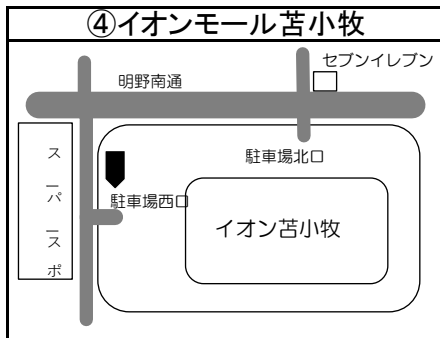 ④イオンモール苫小牧
セブンイレブン
明野南通
スーパースポ
駐車場北口
駐車場西口
イオン苫小牧